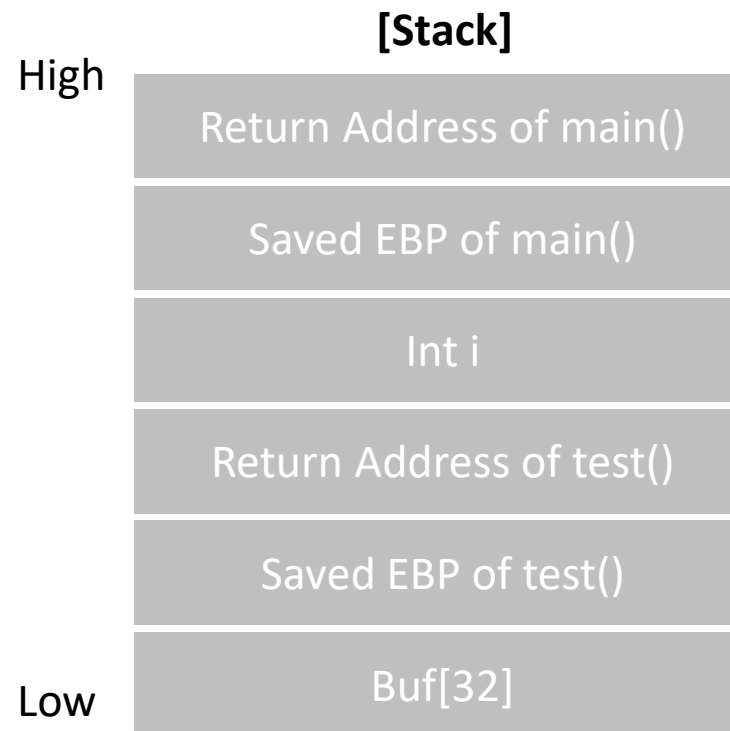 [Stack]
High
Return Address of main()
Saved EBP of main()
Int i
Return Address of test()
Saved EBP of test()
Buf[32]
Low